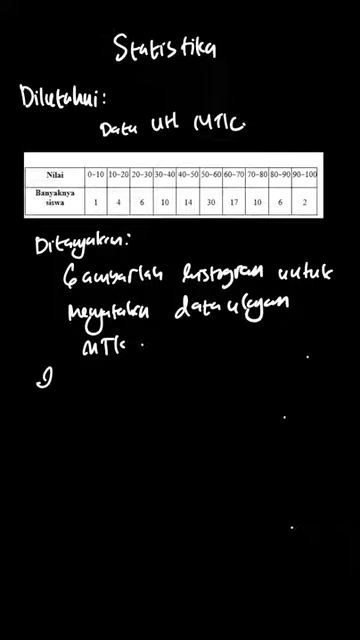 Statistika
Diketahui:
Data UH MTK
Nilai 0–10 10–20 20–30 30–40 40–50 50–60 60–70 70–80 80–90 90–100
Banyaknya siswa 1 4 6 10 14 30 17 10 6 2
Ditanyakan:
Gambarlah histogram untuk
menyatakan data ulangan
MTK.